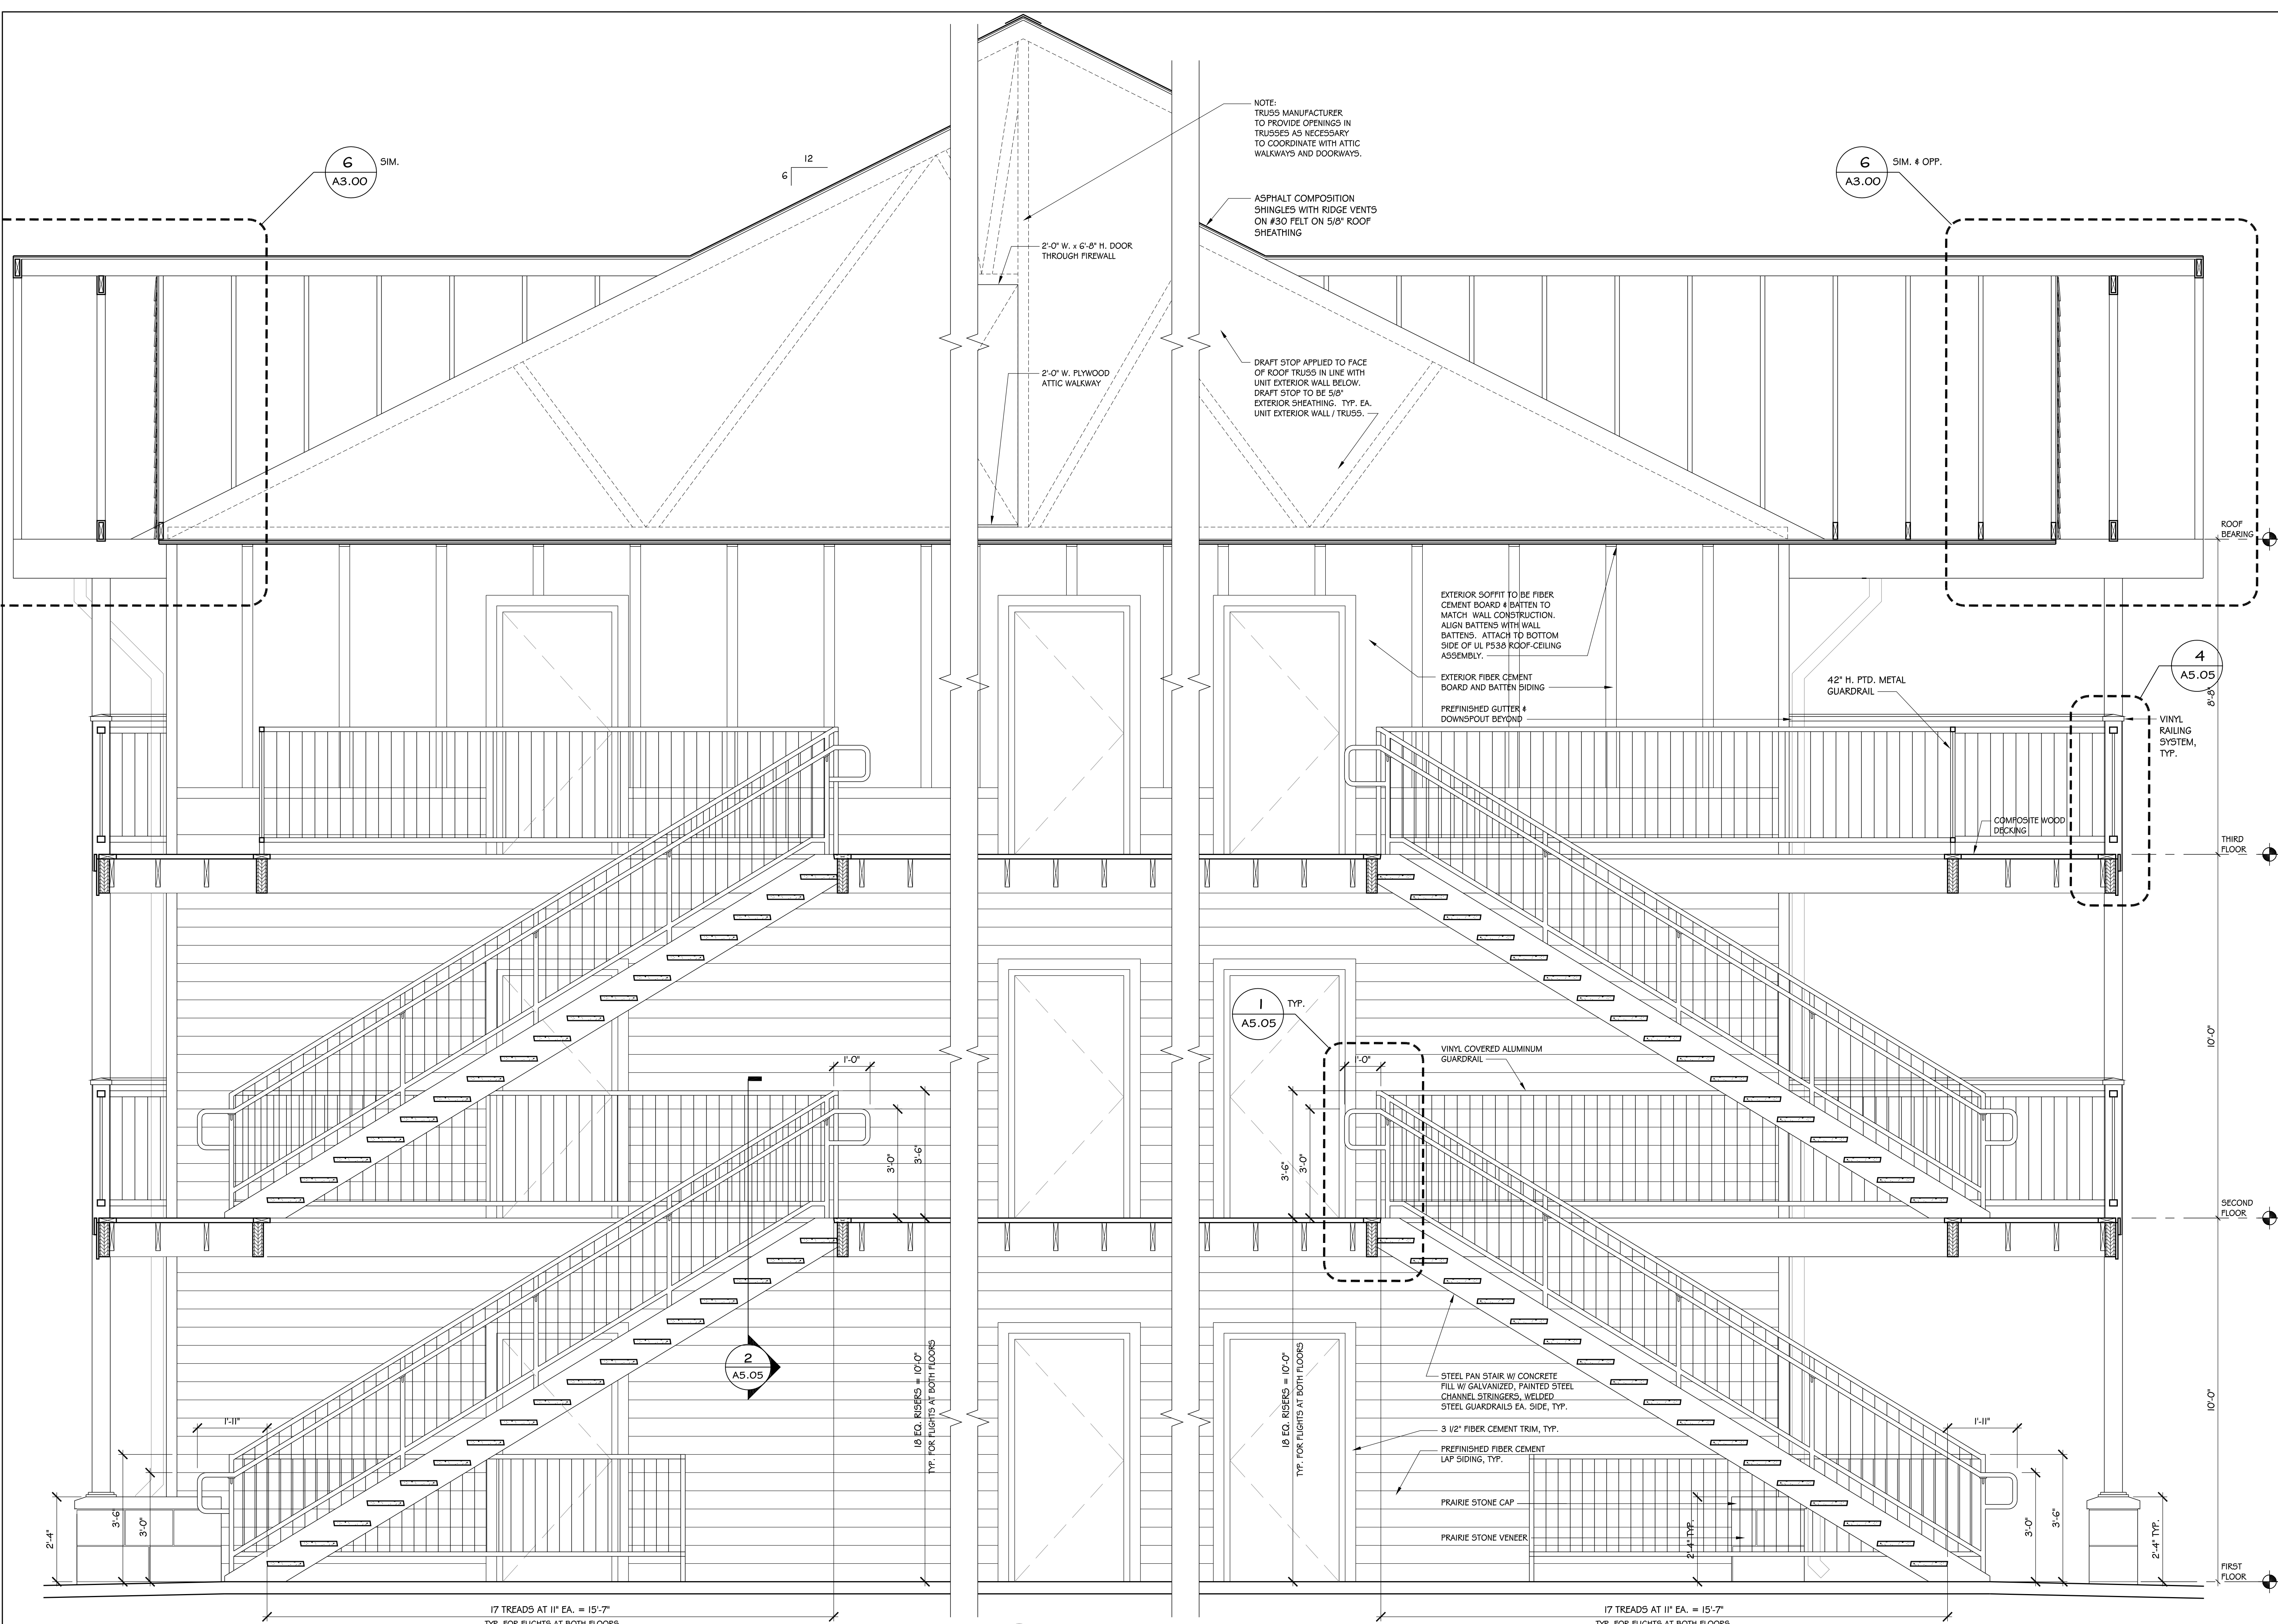 NOTE:
TRUSS MANUFACTURER
TO PROVIDE OPENINGS IN
TRUSSES AS NECESSARY
TO COORDINATE WITH ATTIC
WALKWAYS AND DOORWAYS.
6
A3.00
SIM.
12
6
6
A3.00
SIM. & OPP.
ASPHALT COMPOSITION
SHINGLES WITH RIDGE VENTS
ON #30 FELT ON 5/8" ROOF
SHEATHING
2'-0" W. x 6'-8" H. DOOR
THROUGH FIREWALL
2'-0" W. PLYWOOD
ATTIC WALKWAY
DRAFT STOP APPLIED TO FACE
OF ROOF TRUSS IN LINE WITH
UNIT EXTERIOR WALL BELOW.
DRAFT STOP TO BE 5/8"
EXTERIOR SHEATHING. TYP. EA.
UNIT EXTERIOR WALL / TRUSS.
ROOF
BEARING
EXTERIOR SOFFIT TO BE FIBER
CEMENT BOARD & BATTEN TO
MATCH WALL CONSTRUCTION.
ALIGN BATTENS WITH WALL
BATTENS. ATTACH TO BOTTOM
SIDE OF UL P538 ROOF-CEILING
ASSEMBLY.
EXTERIOR FIBER CEMENT
BOARD AND BATTEN SIDING
PREFINISHED GUTTER &
DOWNSPOUT BEYOND
42" H. PTD. METAL
GUARDRAIL
4
A5.05
8'-8"
VINYL
RAILING
SYSTEM,
TYP.
COMPOSITE WOOD
DECKING
THIRD
FLOOR
1
A5.05
TYP.
10'-0"
VINYL COVERED ALUMINUM
GUARDRAIL
1'-0"
1'-0"
3'-0"
3'-6"
3'-6"
3'-0"
SECOND
FLOOR
2
A5.05
18 EQ. RISERS = 10'-0"
TYP. FOR FLIGHTS AT BOTH FLOORS
18 EQ. RISERS = 10'-0"
TYP. FOR FLIGHTS AT BOTH FLOORS
STEEL PAN STAIR W/ CONCRETE
FILL W/ GALVANIZED, PAINTED STEEL
CHANNEL STRINGERS, WELDED
STEEL GUARDRAILS EA. SIDE, TYP.
3 1/2" FIBER CEMENT TRIM, TYP.
PREFINISHED FIBER CEMENT
LAP SIDING, TYP.
PRAIRIE STONE CAP
PRAIRIE STONE VENEER
10'-0"
1'-11"
1'-11"
2'-4"
3'-6"
3'-0"
2'-4" TYP.
3'-0"
3'-6"
2'-4" TYP.
FIRST
FLOOR
17 TREADS AT 11" EA. = 15'-7"
TYP. FOR FLIGHTS AT BOTH FLOORS
17 TREADS AT 11" EA. = 15'-7"
TYP. FOR FLIGHTS AT BOTH FLOORS